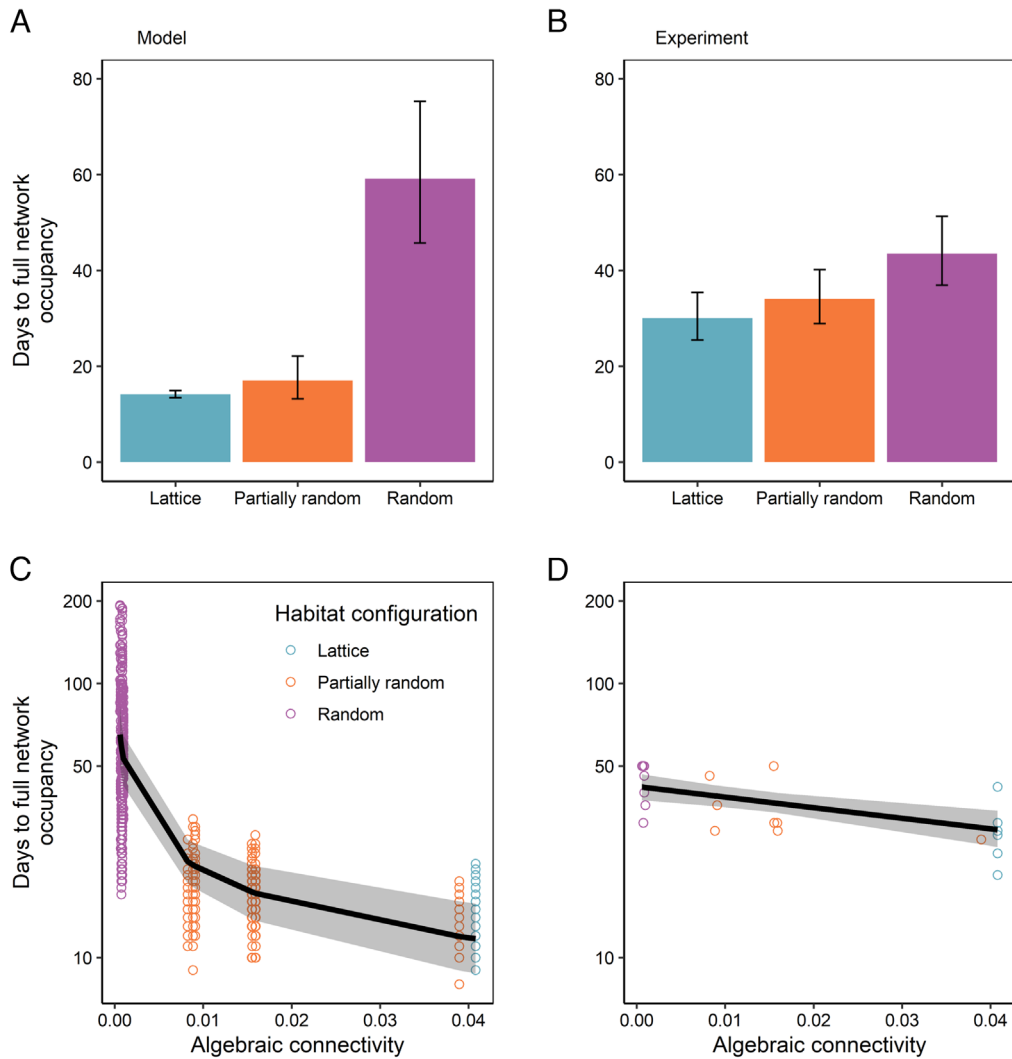 A
Model
B
Experiment
Days to full network
occupancy
80
60
40
20
0
Lattice
Partially random
Random
80
60
40
20
0
Lattice
Partially random
Random
C
D
Days to full network
occupancy
200
100
50
10
Habitat configuration
Lattice
Partially random
Random
0.00
0.01
0.02
0.03
0.04
Algebraic connectivity
200
100
50
10
0.00
0.01
0.02
0.03
0.04
Algebraic connectivity